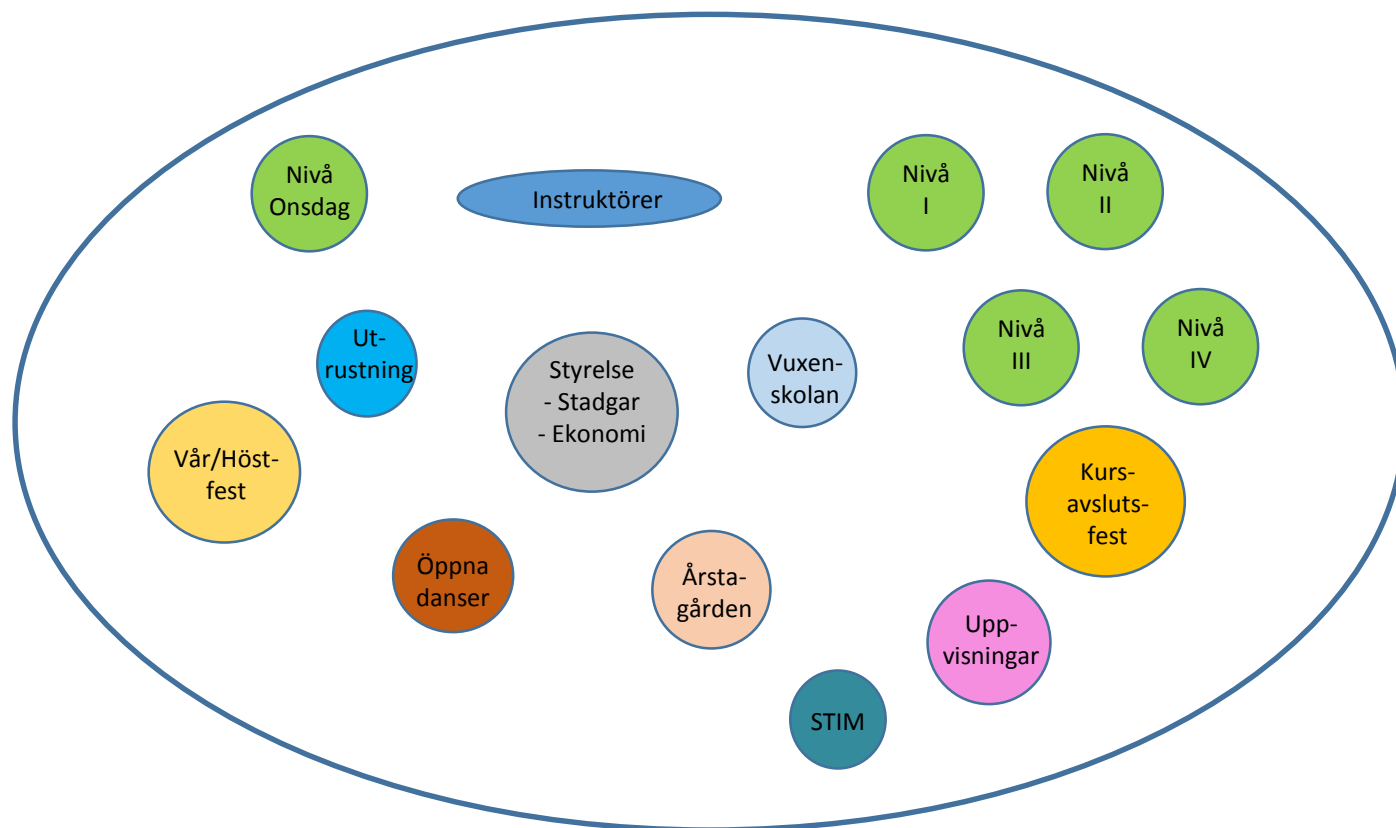 Nivå
Onsdag
Instruktörer
Nivå
I
Nivå
II
Ut-
rustning
Styrelse
- Stadgar
- Ekonomi
Vuxen-
skolan
Nivå
III
Nivå
IV
Vår/Höst-
fest
Kurs-
avsluts-
fest
Öppna
danser
Årsta-
gården
Upp-
visningar
STIM